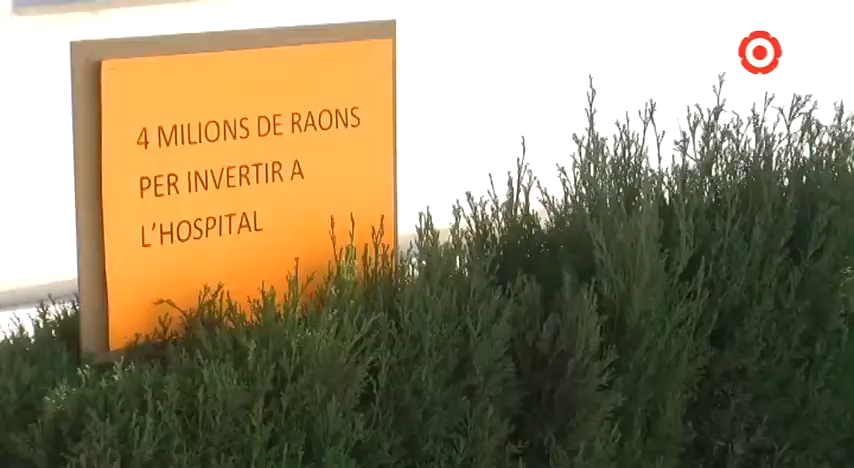 4 MILIONS DE RAONS
PER INVERTIR A
L'HOSPITAL